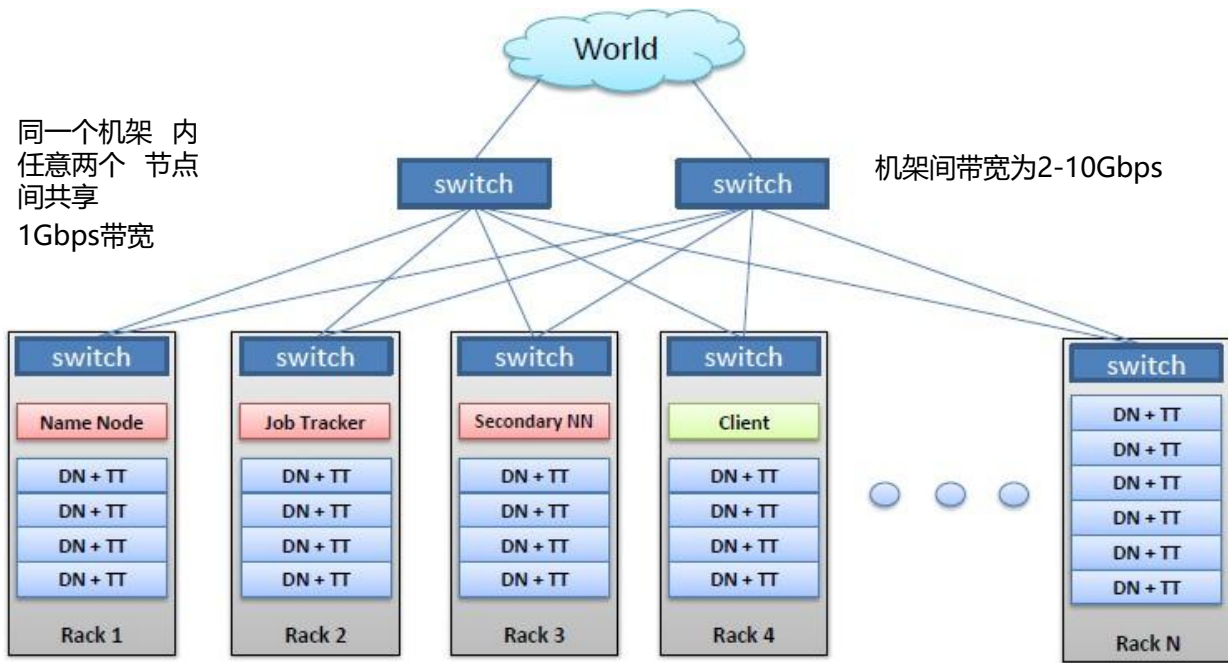 World
同一个机架 内
任意两个 节点
间共享
1Gbps带宽
switch
switch
机架间带宽为2-10Gbps
switch
Name Node
DN + TT
DN + TT
DN + TT
DN + TT
Rack 1
switch
Job Tracker
DN + TT
DN + TT
DN + TT
DN + TT
Rack 2
switch
Secondary NN
DN + TT
DN + TT
DN + TT
DN + TT
Rack 3
switch
Client
DN + TT
DN + TT
DN + TT
DN + TT
Rack 4
switch
DN + TT
DN + TT
DN + TT
DN + TT
DN + TT
DN + TT
Rack N